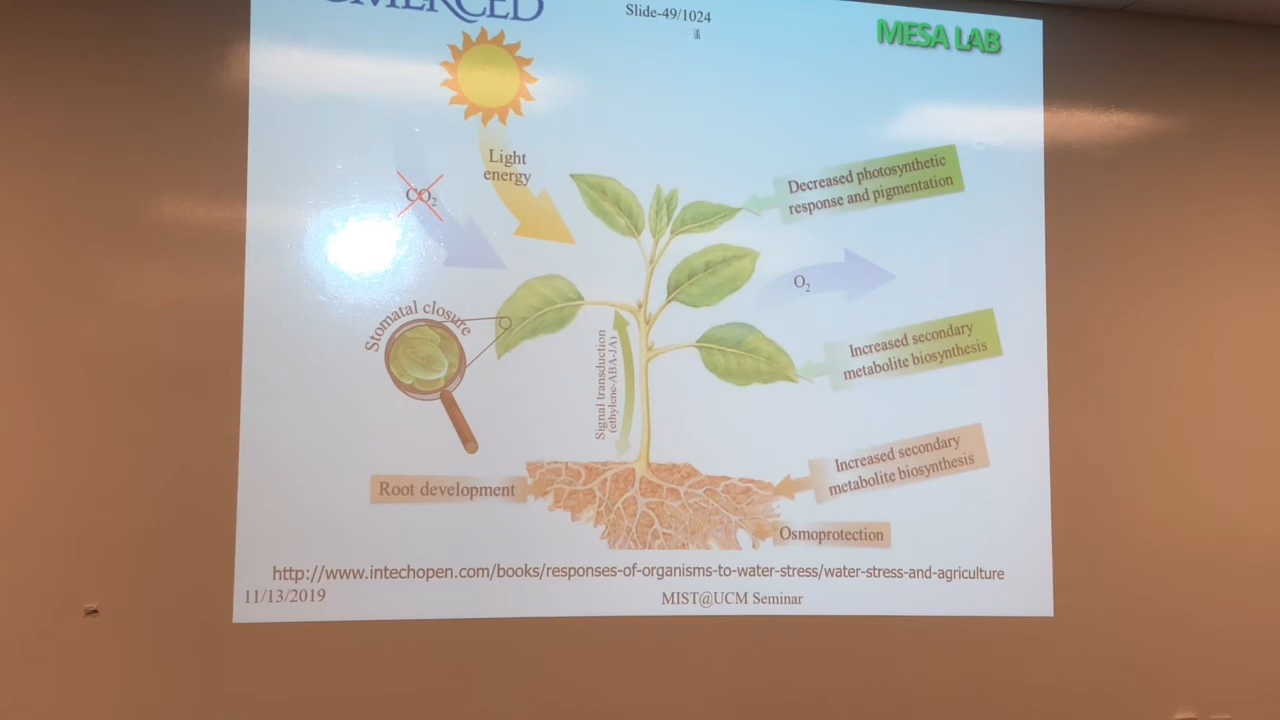 UCMERCED
Slide-49/1024
MESA LAB
Light
energy
CO₂
Decreased photosynthetic
response and pigmentation
O₂
Stomatal closure
Signal transduction
(ethylene-ABA-JA)
Increased secondary
metabolite biosynthesis
Increased secondary
metabolite biosynthesis
Root development
Osmoprotection
http://www.intechopen.com/books/responses-of-organisms-to-water-stress/water-stress-and-agriculture
11/13/2019
MIST@UCM Seminar